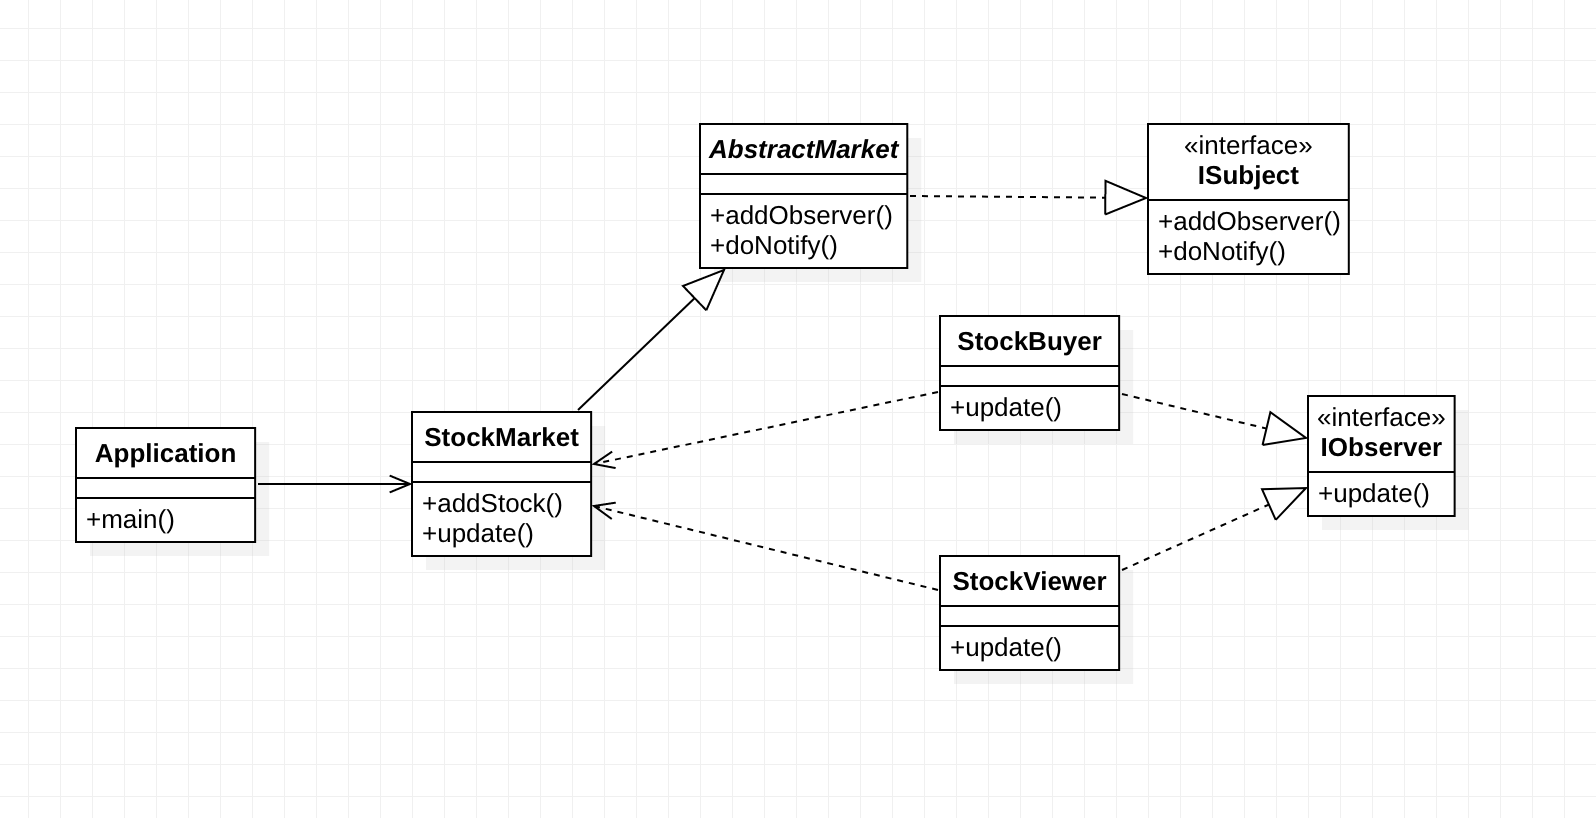 AbstractMarket
+addObserver()
+doNotify()
«interface»
ISubject
+addObserver()
+doNotify()
StockBuyer
+update()
«interface»
IObserver
+update()
Application
+main()
StockMarket
+addStock()
+update()
StockViewer
+update()